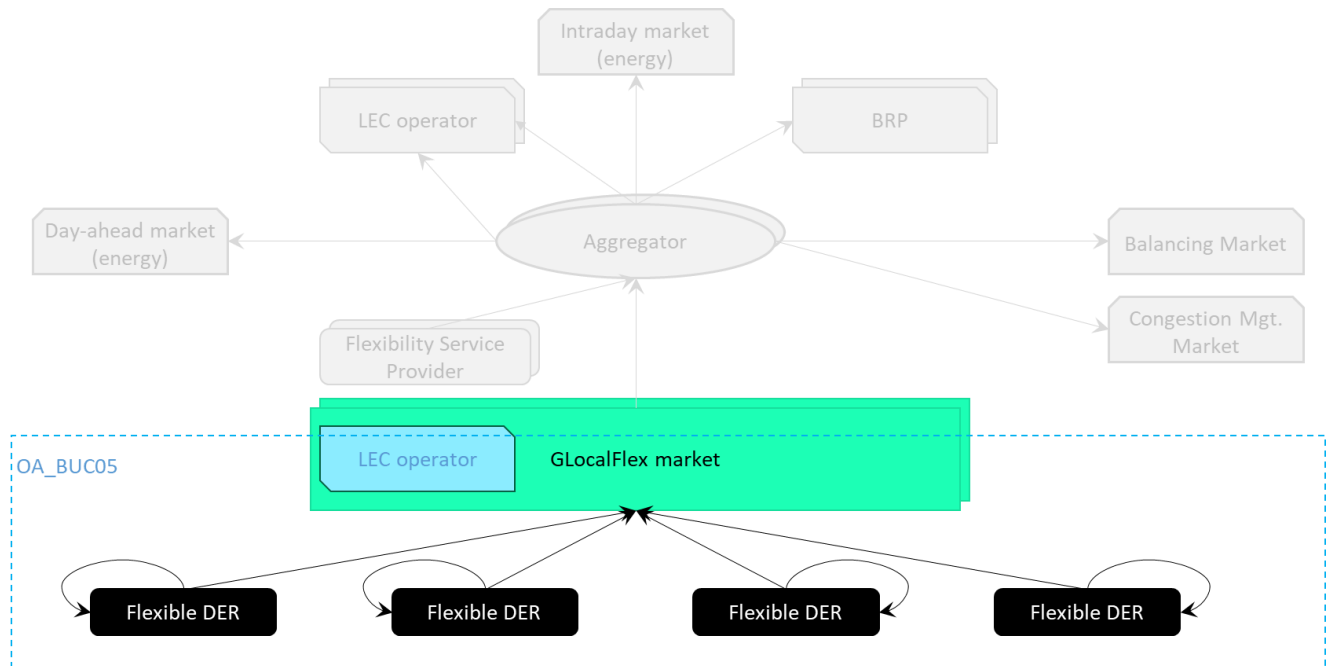 Intraday market
(energy)
LEC operator
BRP
Day-ahead market
(energy)
Aggregator
Balancing Market
Congestion Mgt.
Market
Flexibility Service
Provider
OA_BUC05
LEC operator
GLocalFlex market
Flexible DER
Flexible DER
Flexible DER
Flexible DER